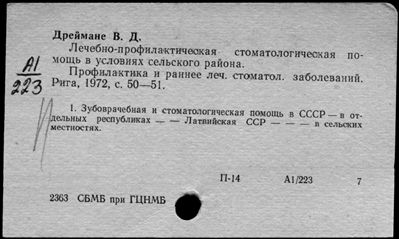 Дреймане В. Д.
Лечебно-профилактическая стоматологическая по-
мощь в условиях сельского района.
А1/223
Профилактика и раннее леч. стоматол. заболеваний.
Рига, 1972, с. 50—51.
1. Зубоврачебная и стоматологическая помощь в СССР — в от-
дельных республиках — — Латвийская ССР — — — в сельских
местностях.
П-14 А1/223 7
2363 СБМБ при ГЦНМБ